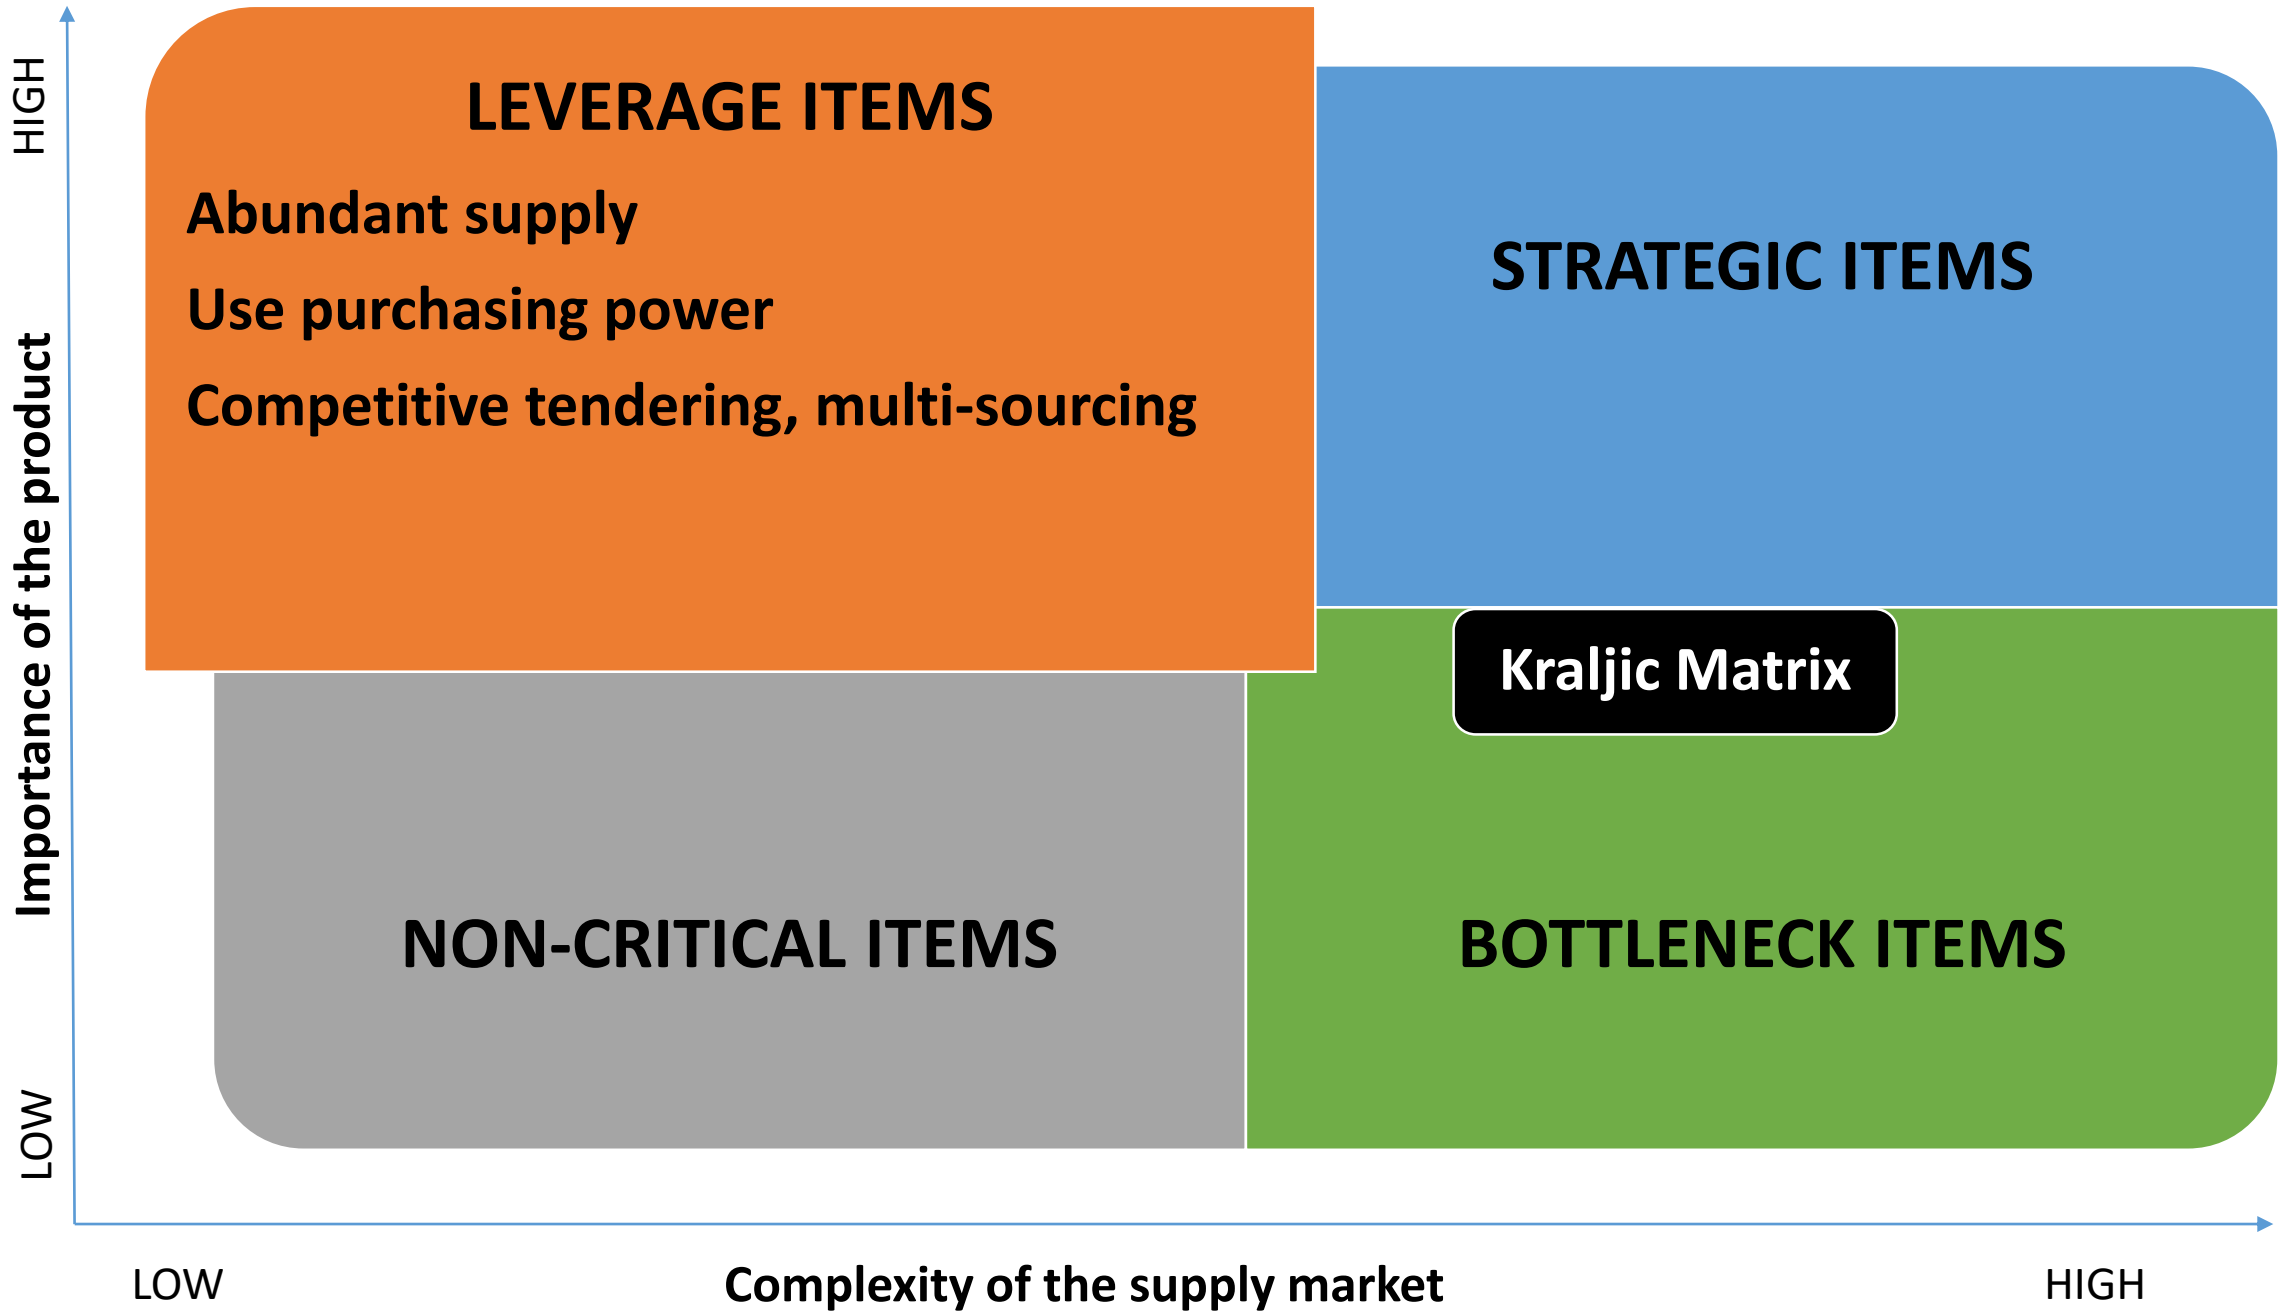 HIGH
LEVERAGE ITEMS
Abundant supply
Use purchasing power
Competitive tendering, multi-sourcing
STRATEGIC ITEMS
Importance of the product
Kraljic Matrix
NON-CRITICAL ITEMS
BOTTLENECK ITEMS
LOW
LOW
Complexity of the supply market
HIGH